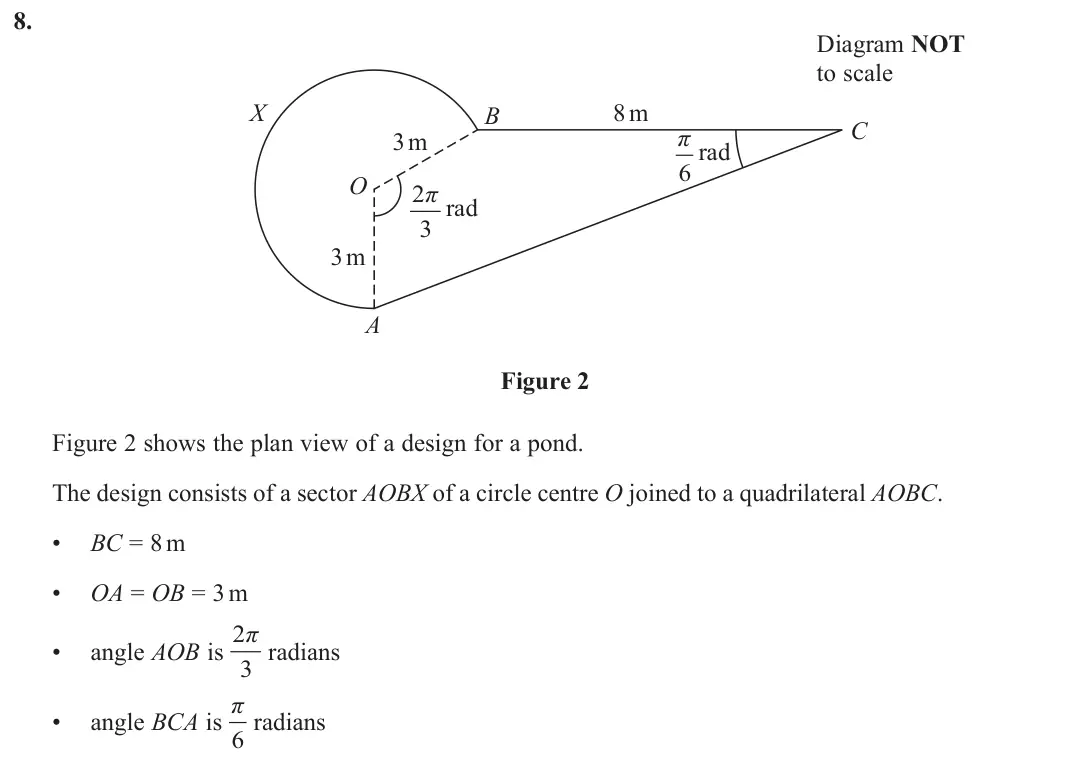 8.
Diagram NOT
to scale
X
B
8 m
C
3 m
π/6 rad
O
2π/3 rad
3 m
A
Figure 2
Figure 2 shows the plan view of a design for a pond.
The design consists of a sector AOBX of a circle centre O joined to a quadrilateral AOBC.
• BC = 8 m
• OA = OB = 3 m
• angle AOB is 2π/3 radians
• angle BCA is π/6 radians